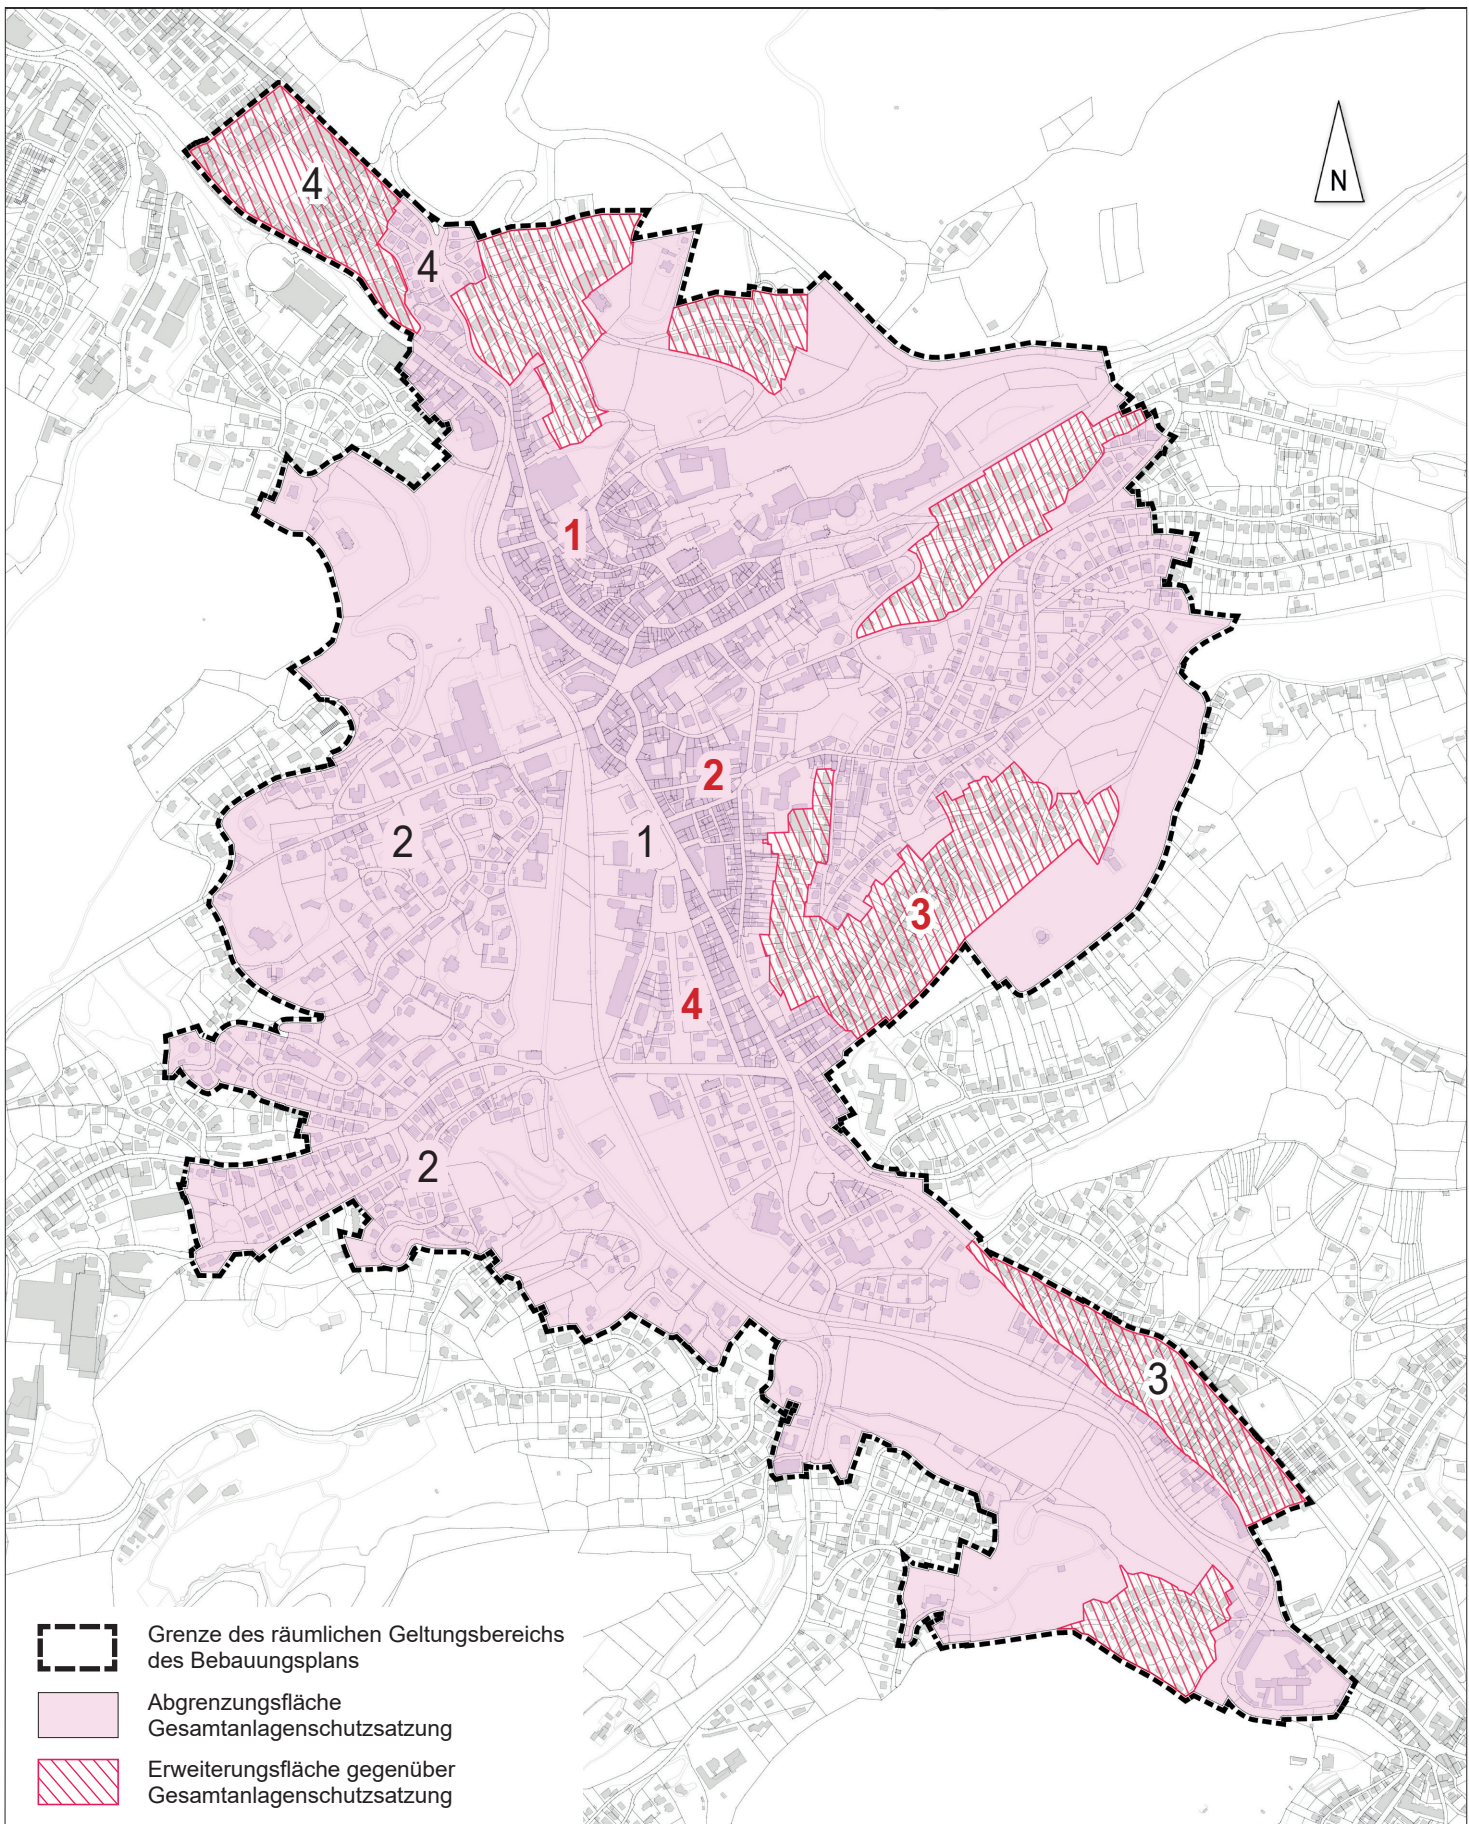 4
N
4
1
2
1
2
3
4
2
3
Grenze des räumlichen Geltungsbereichs
des Bebauungsplans
Abgrenzungsfläche
Gesamtanlagenschutzsatzung
Erweiterungsfläche gegenüber
Gesamtanlagenschutzsatzung